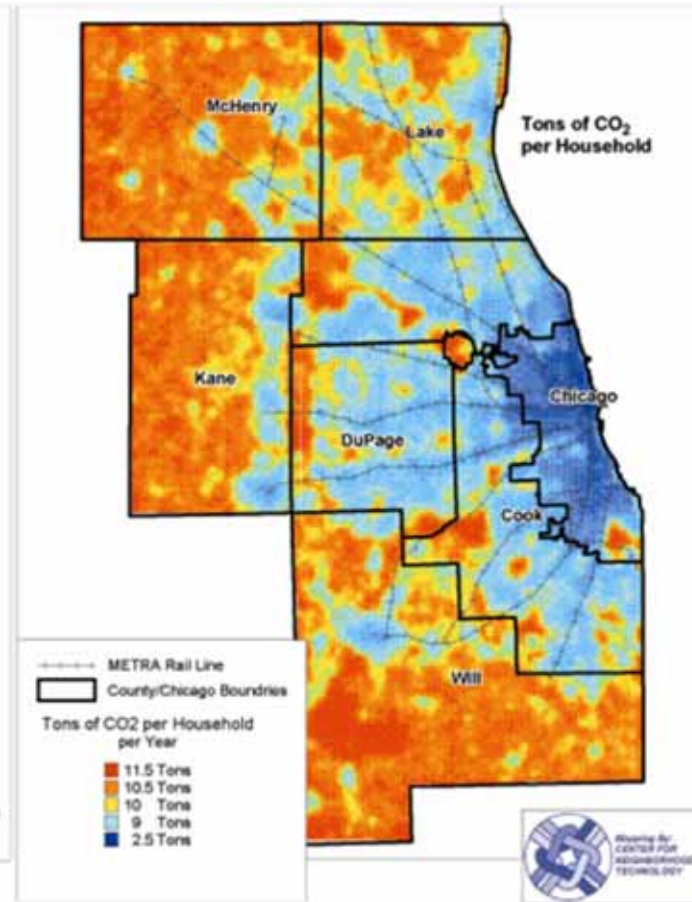 Tons of CO2
per Household
McHenry
Lake
Kane
Chicago
DuPage
Cook
Will
METRA Rail Line
County/Chicago Boundries
Tons of CO2 per Household
per Year
11.5 Tons
10.5 Tons
10 Tons
9 Tons
2.5 Tons
Mapping By:
CENTER FOR
NEIGHBORHOOD
TECHNOLOGY